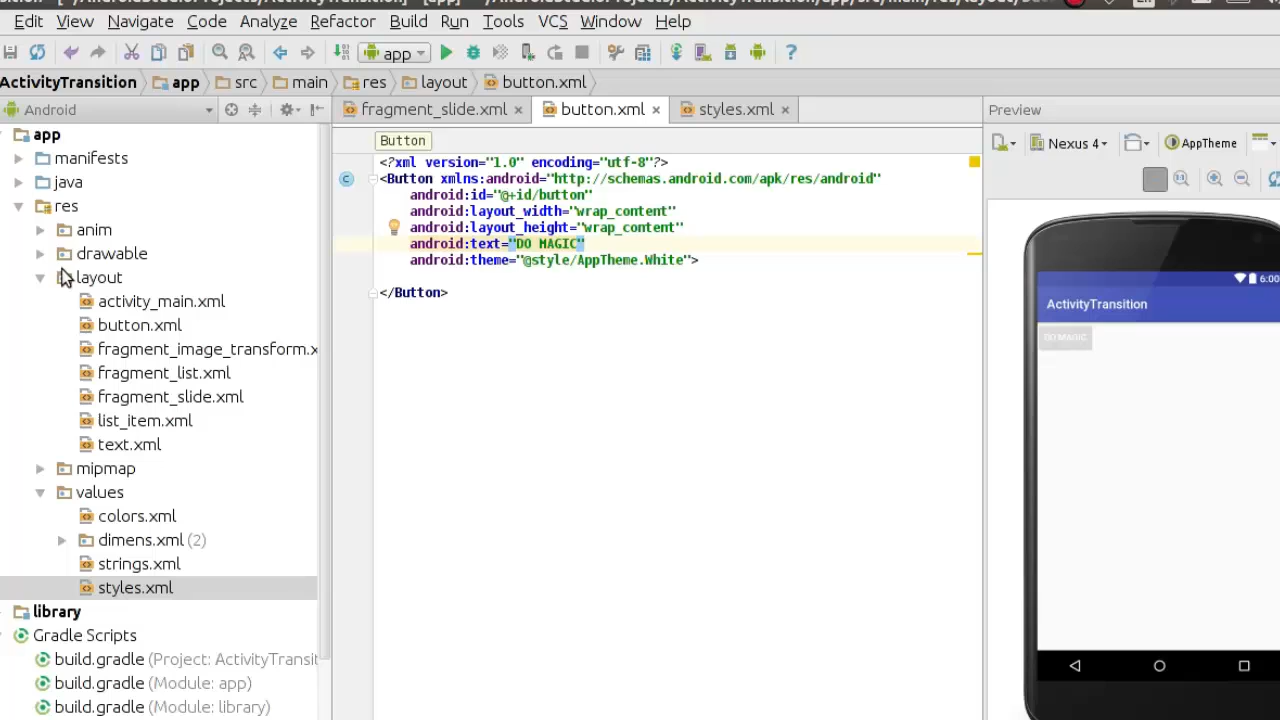 Edit View Navigate Code Analyze Refactor Build Run Tools VCS Window Help
app
ActivityTransition app src main res layout button.xml
Android
fragment_slide.xml button.xml styles.xml
Preview
app
manifests
java
res
anim
drawable
layout
activity_main.xml
button.xml
fragment_image_transform.x
fragment_list.xml
fragment_slide.xml
list_item.xml
text.xml
mipmap
values
colors.xml
dimens.xml (2)
strings.xml
styles.xml
library
Gradle Scripts
build.gradle (Project: ActivityTransit
build.gradle (Module: app)
build.gradle (Module: library)
Button
<?xml version="1.0" encoding="utf-8"?>
<Button xmlns:android="http://schemas.android.com/apk/res/android"
android:id="@+id/button"
android:layout_width="wrap_content"
android:layout_height="wrap_content"
android:text="DO MAGIC"
android:theme="@style/AppTheme.White">
</Button>
Nexus 4 AppTheme
6:00
ActivityTransition
DO MAGIC